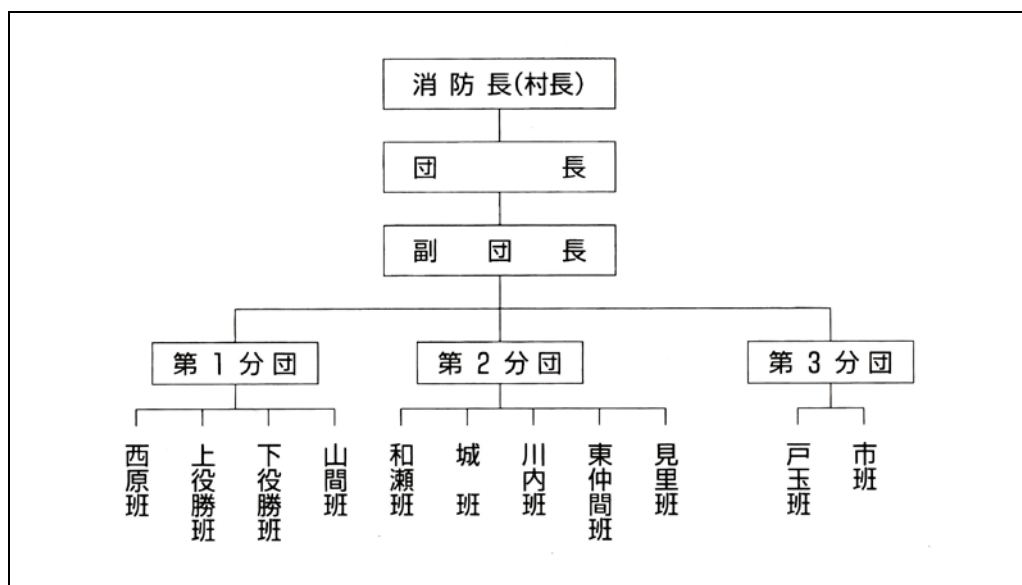 消防長(村長)
団長
副団長
第1分団
第2分団
第3分団
西原班
上役勝班
下役勝班
山間班
和瀬班
城班
川内班
東仲間班
見里班
戸玉班
市班